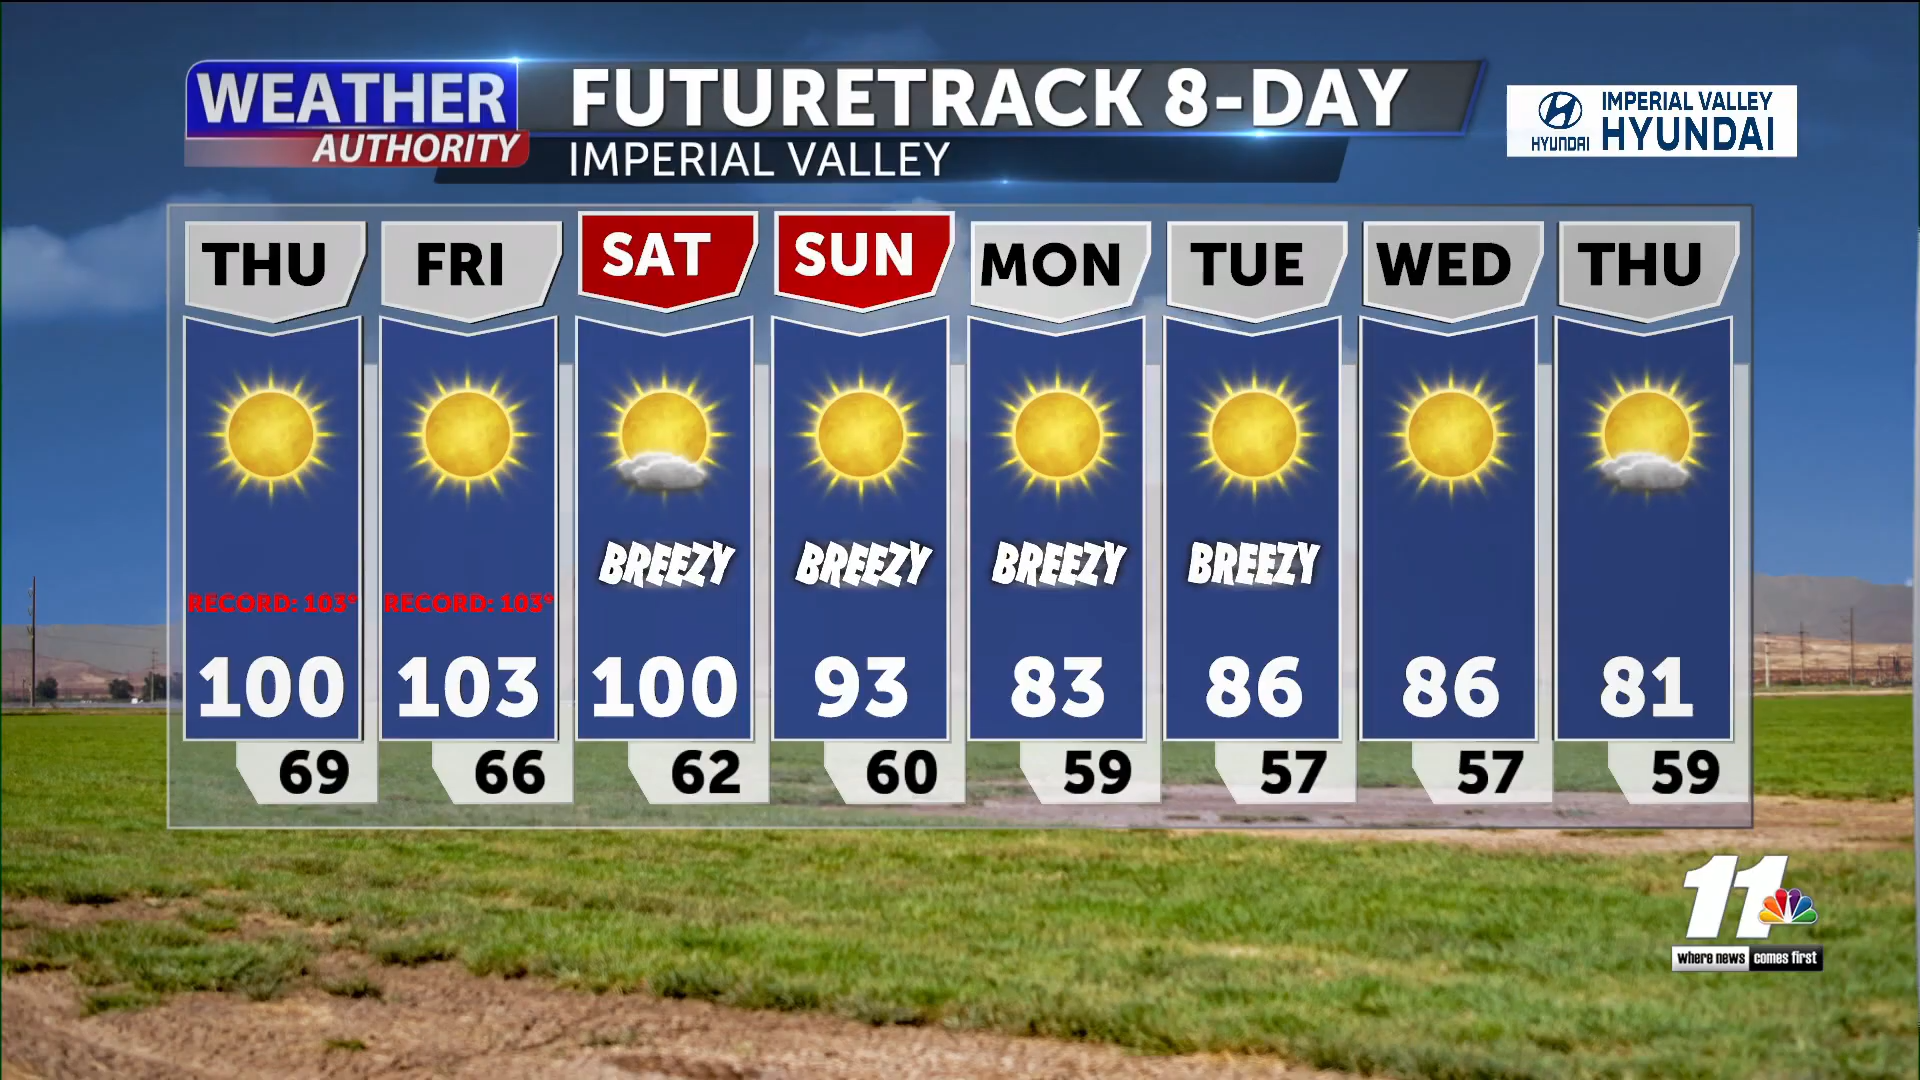 WEATHER
AUTHORITY
FUTURETRACK 8-DAY
IMPERIAL VALLEY
HYUNDAI
IMPERIAL VALLEY
HYUNDAI
THU FRI SAT SUN MON TUE WED THU
BREEZY BREEZY BREEZY BREEZY
RECORD: 103° RECORD: 103°
100 103 100 93 83 86 86 81
69 66 62 60 59 57 57 59
11
where news comes first